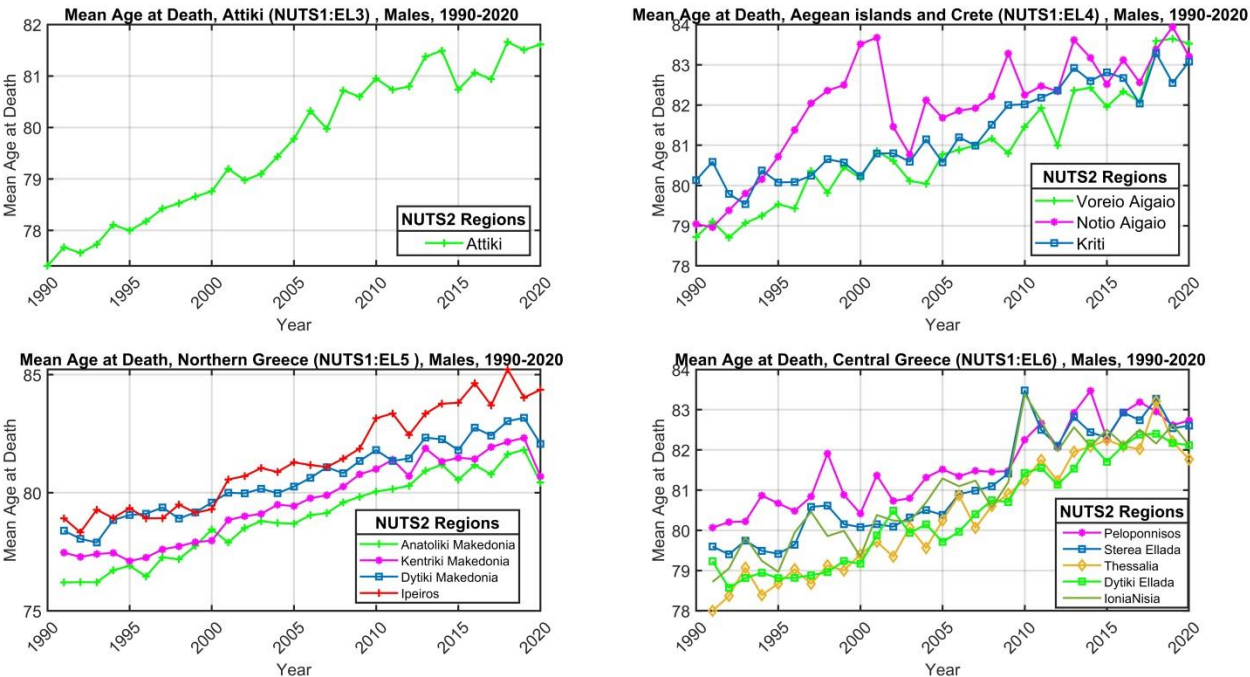 Mean Age at Death, Attiki (NUTS1:EL3) , Males, 1990-2020
82
81
80
79
78
Mean Age at Death
1990
1995
2000
2005
2010
2015
2020
Year
NUTS2 Regions
Attiki
Mean Age at Death, Aegean islands and Crete (NUTS1:EL4) , Males, 1990-2020
84
83
82
81
80
79
78
Mean Age at Death
1990
1995
2000
2005
2010
2015
2020
Year
NUTS2 Regions
Voreio Aigaio
Notio Aigaio
Kriti
Mean Age at Death, Northern Greece (NUTS1:EL5 ) , Males, 1990-2020
85
80
75
Mean Age at Death
1990
1995
2000
2005
2010
2015
2020
Year
NUTS2 Regions
Anatoliki Makedonia
Kentriki Makedonia
Dytiki Makedonia
Ipeiros
Mean Age at Death, Central Greece (NUTS1:EL6) , Males, 1990-2020
84
83
82
81
80
79
78
Mean Age at Death
1990
1995
2000
2005
2010
2015
2020
Year
NUTS2 Regions
Peloponnisos
Sterea Ellada
Thessalia
Dytiki Ellada
IoniaNisia